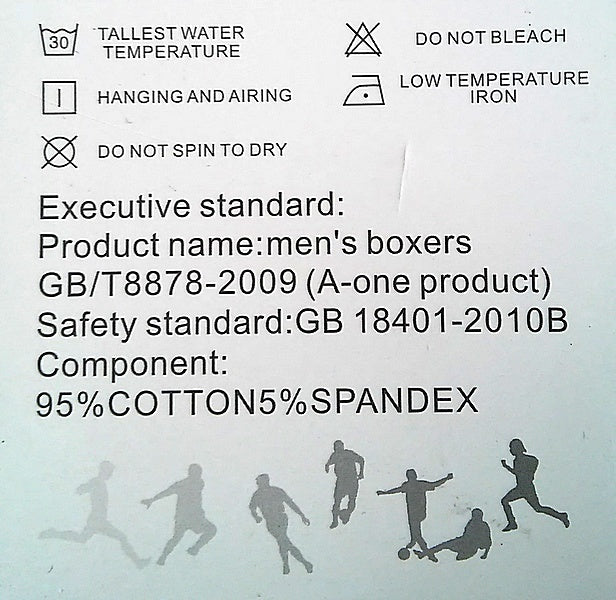 30 TALLEST WATER
TEMPERATURE
DO NOT BLEACH
HANGING AND AIRING
LOW TEMPERATURE
IRON
DO NOT SPIN TO DRY
Executive standard:
Product name:men's boxers
GB/T8878-2009 (A-one product)
Safety standard:GB 18401-2010B
Component:
95%COTTON5%SPANDEX